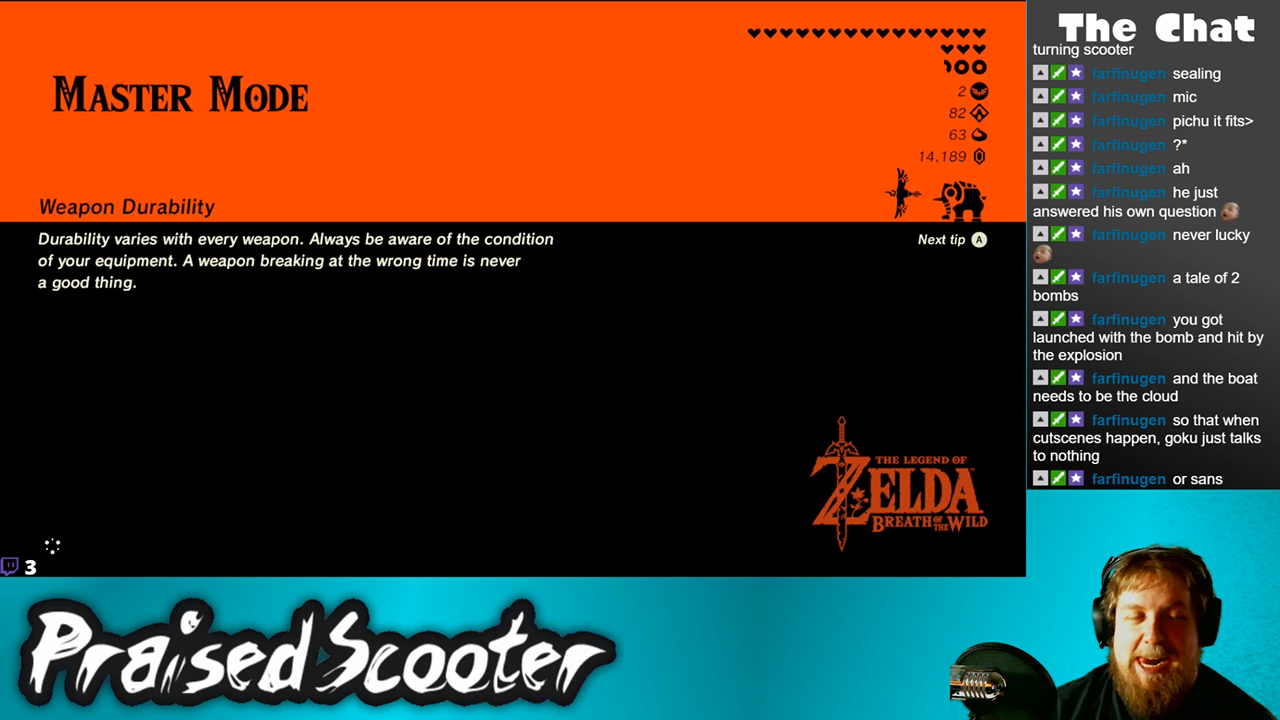 MASTER MODE
2
82
63
14,189
Weapon Durability
Durability varies with every weapon. Always be aware of the condition
of your equipment. A weapon breaking at the wrong time is never
a good thing.
Next tip A
THE LEGEND OF
ZELDA
BREATH OF THE WILD
3
PraisedScooter
The Chat
turning scooter
farfinugen sealing
farfinugen mic
farfinugen pichu it fits>
farfinugen ?*
farfinugen ah
farfinugen he just
answered his own question
farfinugen never lucky
farfinugen a tale of 2
bombs
farfinugen you got
launched with the bomb and hit by
the explosion
farfinugen and the boat
needs to be the cloud
farfinugen so that when
cutscenes happen, goku just talks
to nothing
farfinugen or sans